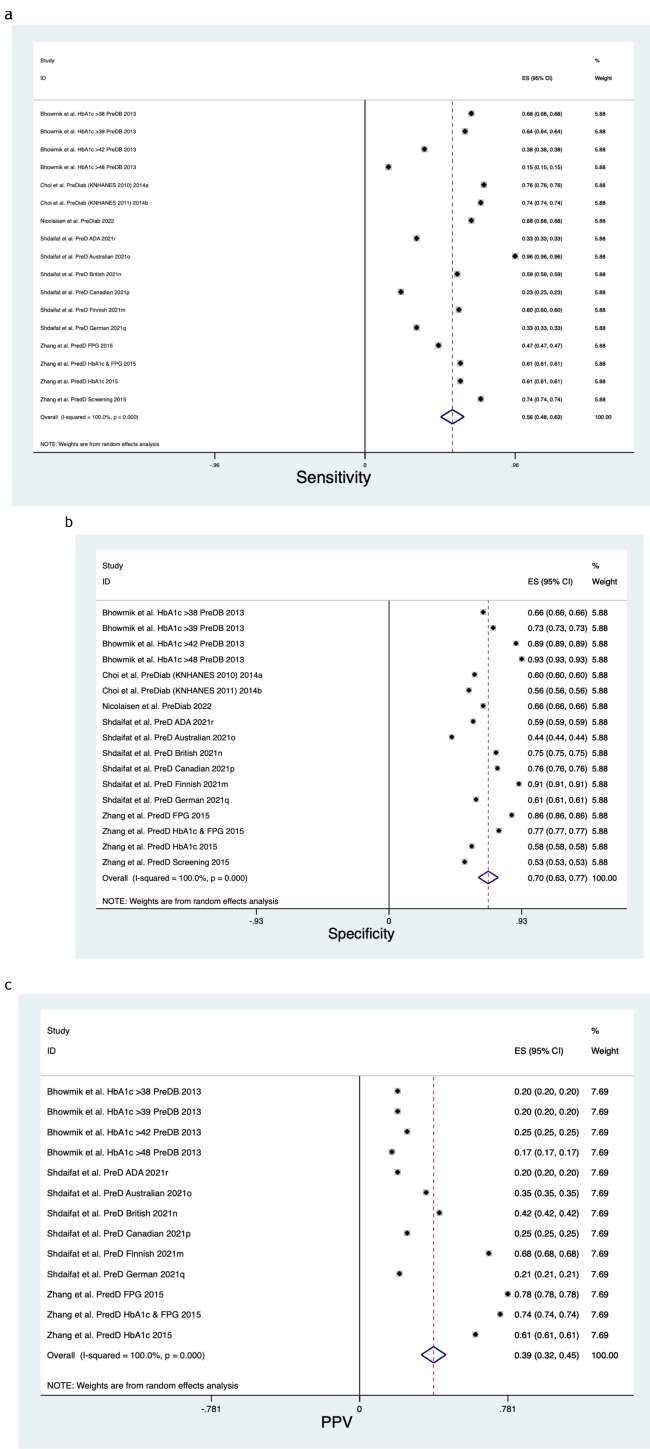 a
Study %
ID ES (95% CI) Weight
Bhowmik et al. HbA1c >38 PreDB 2013 0.68 (0.68, 0.68) 5.88
Bhowmik et al. HbA1c >39 PreDB 2013 0.64 (0.64, 0.64) 5.88
Bhowmik et al. HbA1c >42 PreDB 2013 0.38 (0.38, 0.38) 5.88
Bhowmik et al. HbA1c >48 PreDB 2013 0.15 (0.15, 0.15) 5.88
Choi et al. PreDiab (KNHANES 2010) 2014a 0.76 (0.76, 0.76) 5.88
Choi et al. PreDiab (KNHANES 2011) 2014b 0.74 (0.74, 0.74) 5.88
Nicolaisen et al. PreDiab 2022 0.68 (0.68, 0.68) 5.88
Shdaifat et al. PreD ADA 2021r 0.33 (0.33, 0.33) 5.88
Shdaifat et al. PreD Australian 2021o 0.96 (0.96, 0.96) 5.88
Shdaifat et al. PreD British 2021n 0.59 (0.59, 0.59) 5.88
Shdaifat et al. PreD Canadian 2021p 0.23 (0.23, 0.23) 5.88
Shdaifat et al. PreD Finnish 2021m 0.60 (0.60, 0.60) 5.88
Shdaifat et al. PreD German 2021q 0.33 (0.33, 0.33) 5.88
Zhang et al. PredD FPG 2015 0.47 (0.47, 0.47) 5.88
Zhang et al. PredD HbA1c & FPG 2015 0.61 (0.61, 0.61) 5.88
Zhang et al. PredD HbA1c 2015 0.61 (0.61, 0.61) 5.88
Zhang et al. PredD Screening 2015 0.74 (0.74, 0.74) 5.88
Overall (I-squared = 100.0%, p = 0.000) 0.56 (0.48, 0.63) 100.00
NOTE: Weights are from random effects analysis
-.96 0 .96
Sensitivity
b
Study %
ID ES (95% CI) Weight
Bhowmik et al. HbA1c >38 PreDB 2013 0.66 (0.66, 0.66) 5.88
Bhowmik et al. HbA1c >39 PreDB 2013 0.73 (0.73, 0.73) 5.88
Bhowmik et al. HbA1c >42 PreDB 2013 0.89 (0.89, 0.89) 5.88
Bhowmik et al. HbA1c >48 PreDB 2013 0.93 (0.93, 0.93) 5.88
Choi et al. PreDiab (KNHANES 2010) 2014a 0.60 (0.60, 0.60) 5.88
Choi et al. PreDiab (KNHANES 2011) 2014b 0.56 (0.56, 0.56) 5.88
Nicolaisen et al. PreDiab 2022 0.66 (0.66, 0.66) 5.88
Shdaifat et al. PreD ADA 2021r 0.59 (0.59, 0.59) 5.88
Shdaifat et al. PreD Australian 2021o 0.44 (0.44, 0.44) 5.88
Shdaifat et al. PreD British 2021n 0.75 (0.75, 0.75) 5.88
Shdaifat et al. PreD Canadian 2021p 0.76 (0.76, 0.76) 5.88
Shdaifat et al. PreD Finnish 2021m 0.91 (0.91, 0.91) 5.88
Shdaifat et al. PreD German 2021q 0.61 (0.61, 0.61) 5.88
Zhang et al. PredD FPG 2015 0.86 (0.86, 0.86) 5.88
Zhang et al. PredD HbA1c & FPG 2015 0.77 (0.77, 0.77) 5.88
Zhang et al. PredD HbA1c 2015 0.58 (0.58, 0.58) 5.88
Zhang et al. PredD Screening 2015 0.53 (0.53, 0.53) 5.88
Overall (I-squared = 100.0%, p = 0.000) 0.70 (0.63, 0.77) 100.00
NOTE: Weights are from random effects analysis
-.93 0 .93
Specificity
c
Study %
ID ES (95% CI) Weight
Bhowmik et al. HbA1c >38 PreDB 2013 0.20 (0.20, 0.20) 7.69
Bhowmik et al. HbA1c >39 PreDB 2013 0.20 (0.20, 0.20) 7.69
Bhowmik et al. HbA1c >42 PreDB 2013 0.25 (0.25, 0.25) 7.69
Bhowmik et al. HbA1c >48 PreDB 2013 0.17 (0.17, 0.17) 7.69
Shdaifat et al. PreD ADA 2021r 0.20 (0.20, 0.20) 7.69
Shdaifat et al. PreD Australian 2021o 0.35 (0.35, 0.35) 7.69
Shdaifat et al. PreD British 2021n 0.42 (0.42, 0.42) 7.69
Shdaifat et al. PreD Canadian 2021p 0.25 (0.25, 0.25) 7.69
Shdaifat et al. PreD Finnish 2021m 0.68 (0.68, 0.68) 7.69
Shdaifat et al. PreD German 2021q 0.21 (0.21, 0.21) 7.69
Zhang et al. PredD FPG 2015 0.78 (0.78, 0.78) 7.69
Zhang et al. PredD HbA1c & FPG 2015 0.74 (0.74, 0.74) 7.69
Zhang et al. PredD HbA1c 2015 0.61 (0.61, 0.61) 7.69
Overall (I-squared = 100.0%, p = 0.000) 0.39 (0.32, 0.45) 100.00
NOTE: Weights are from random effects analysis
-.781 0 .781
PPV